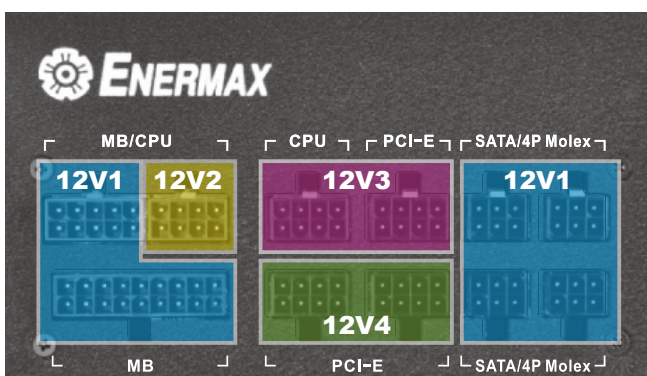 ENERMAX
MB/CPU CPU PCI-E SATA/4P Molex
12V1 12V2 12V3 12V1
12V4
MB PCI-E SATA/4P Molex